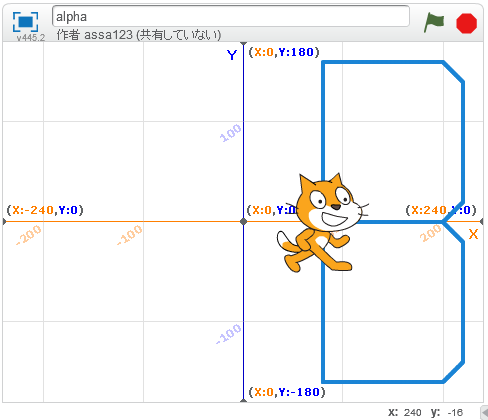 alpha
作者 assa123 (共有していない)
v445.2
Y
(X:0,Y:180)
100
(X:-240,Y:0)
(X:0,Y:0
(X:240,Y:0)
-200
-100
200
X
-100
(X:0,Y:-180)
x: 240 y: -16